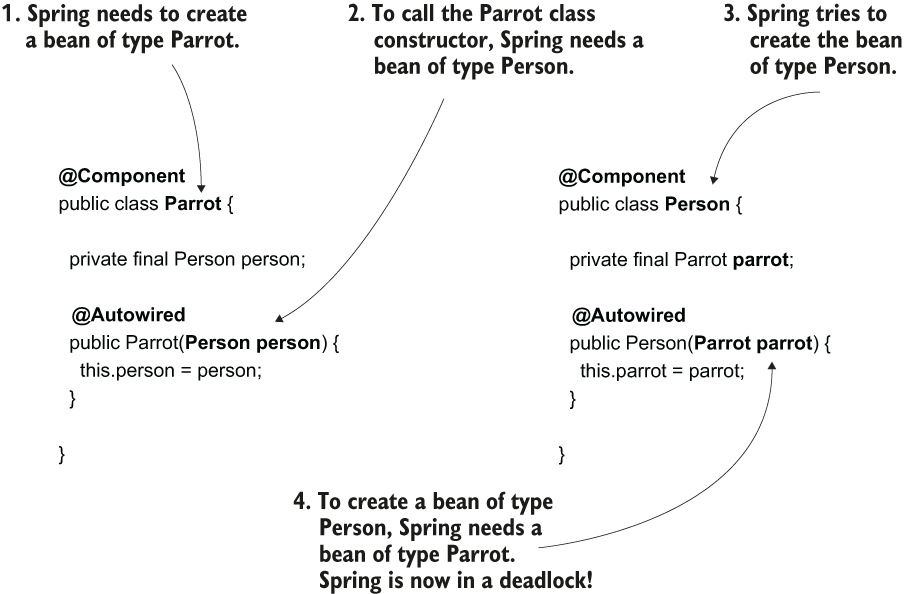 1. Spring needs to create
a bean of type Parrot.
2. To call the Parrot class
constructor, Spring needs a
bean of type Person.
3. Spring tries to
create the bean
of type Person.
@Component
public class Parrot {
private final Person person;
@Autowired
public Parrot(Person person) {
this.person = person;
}
}
@Component
public class Person {
private final Parrot parrot;
@Autowired
public Person(Parrot parrot) {
this.parrot = parrot;
}
}
4. To create a bean of type
Person, Spring needs a
bean of type Parrot.
Spring is now in a deadlock!